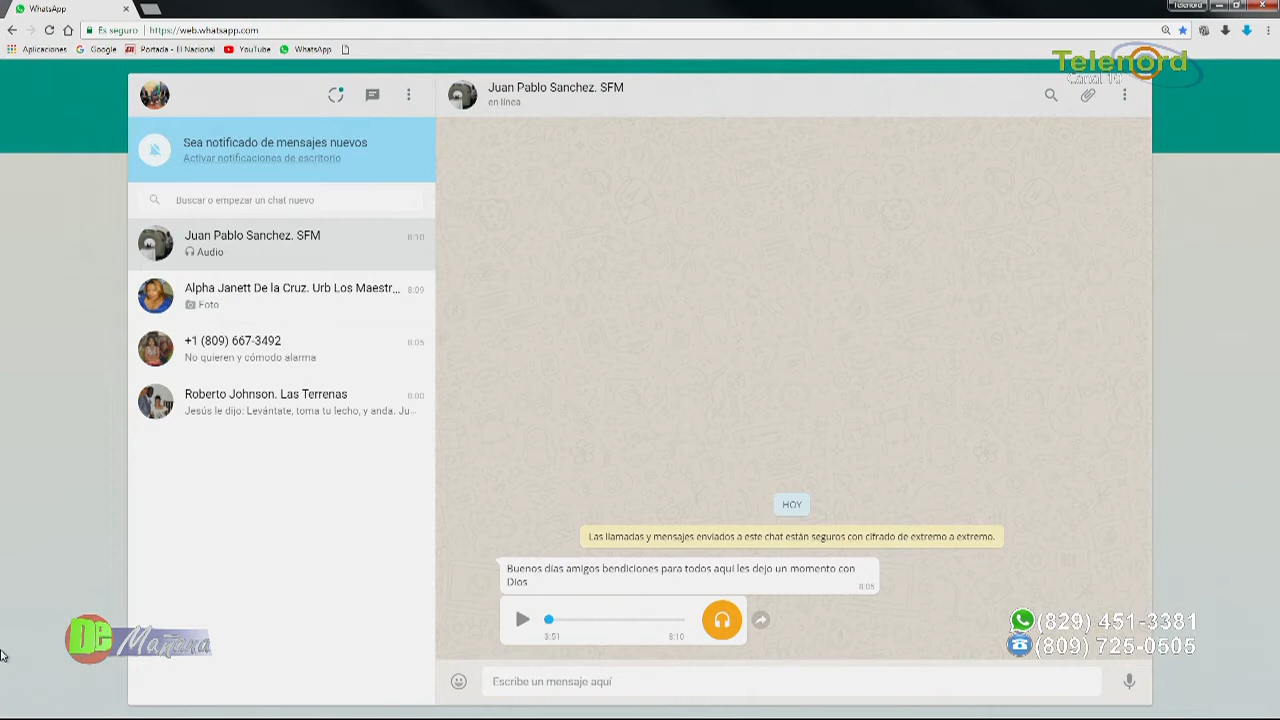 WhatsApp
Telenord
Es seguro
https://web.whatsapp.com
Aplicaciones
Google
Portada - El Nacional
YouTube
WhatsApp
Telenord
Canal 10
Juan Pablo Sanchez. SFM
en línea
Sea notificado de mensajes nuevos
Activar notificaciones de escritorio
Buscar o empezar un chat nuevo
Juan Pablo Sanchez. SFM
8:10
Audio
Alpha Janett De la Cruz. Urb Los Maestr...
8:09
Foto
+1 (809) 667-3492
8:05
No quieren y cómodo alarma
Roberto Johnson. Las Terrenas
8:00
Jesús le dijo: Levántate, toma tu lecho, y anda. Ju...
HOY
Las llamadas y mensajes enviados a este chat están seguros con cifrado de extremo a extremo.
Buenos días amigos bendiciones para todos aquí les dejo un momento con
Dios
8:05
3:51
8:10
De Mañana
(829) 451-3381
(809) 725-0505
Escribe un mensaje aquí